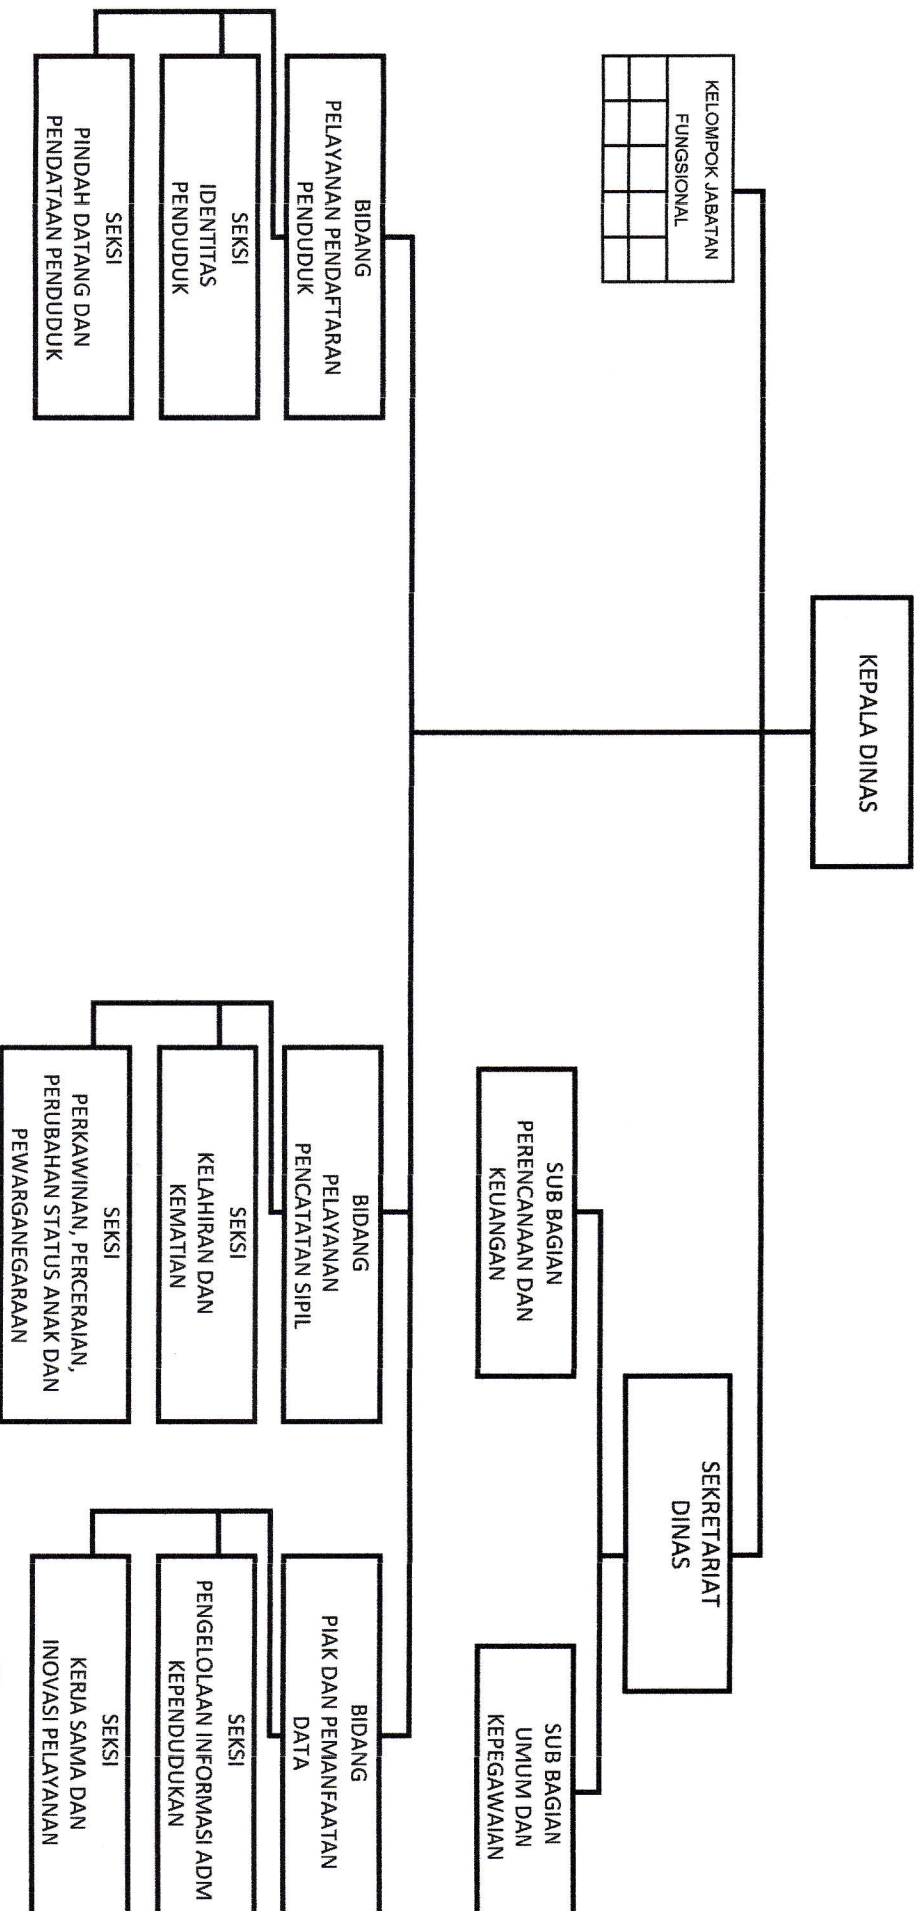 KEPALA DINAS
KELOMPOK JABATAN
FUNGSIONAL
SEKRETARIAT
DINAS
SUB BAGIAN
PERENCANAAN DAN
KEUANGAN
SUB BAGIAN
UMUM DAN
KEPEGAWAIAN
BIDANG
PELAYANAN PENDAFTARAN
PENDUDUK
SEKSI
IDENTITAS
PENDUDUK
SEKSI
PINDAH DATANG DAN
PENDATAAN PENDUDUK
BIDANG
PELAYANAN
PENCATATAN SIPIL
SEKSI
KELAHIRAN DAN
KEMATIAN
SEKSI
PERKAWINAN, PERCERAIAN,
PERUBAHAN STATUS ANAK DAN
PEWARGANEGARAAN
BIDANG
PIAK DAN PEMANFAATAN
DATA
SEKSI
PENGELOLAAN INFORMASI ADM
KEPENDUDUKAN
SEKSI
KERJA SAMA DAN
INOVASI PELAYANAN